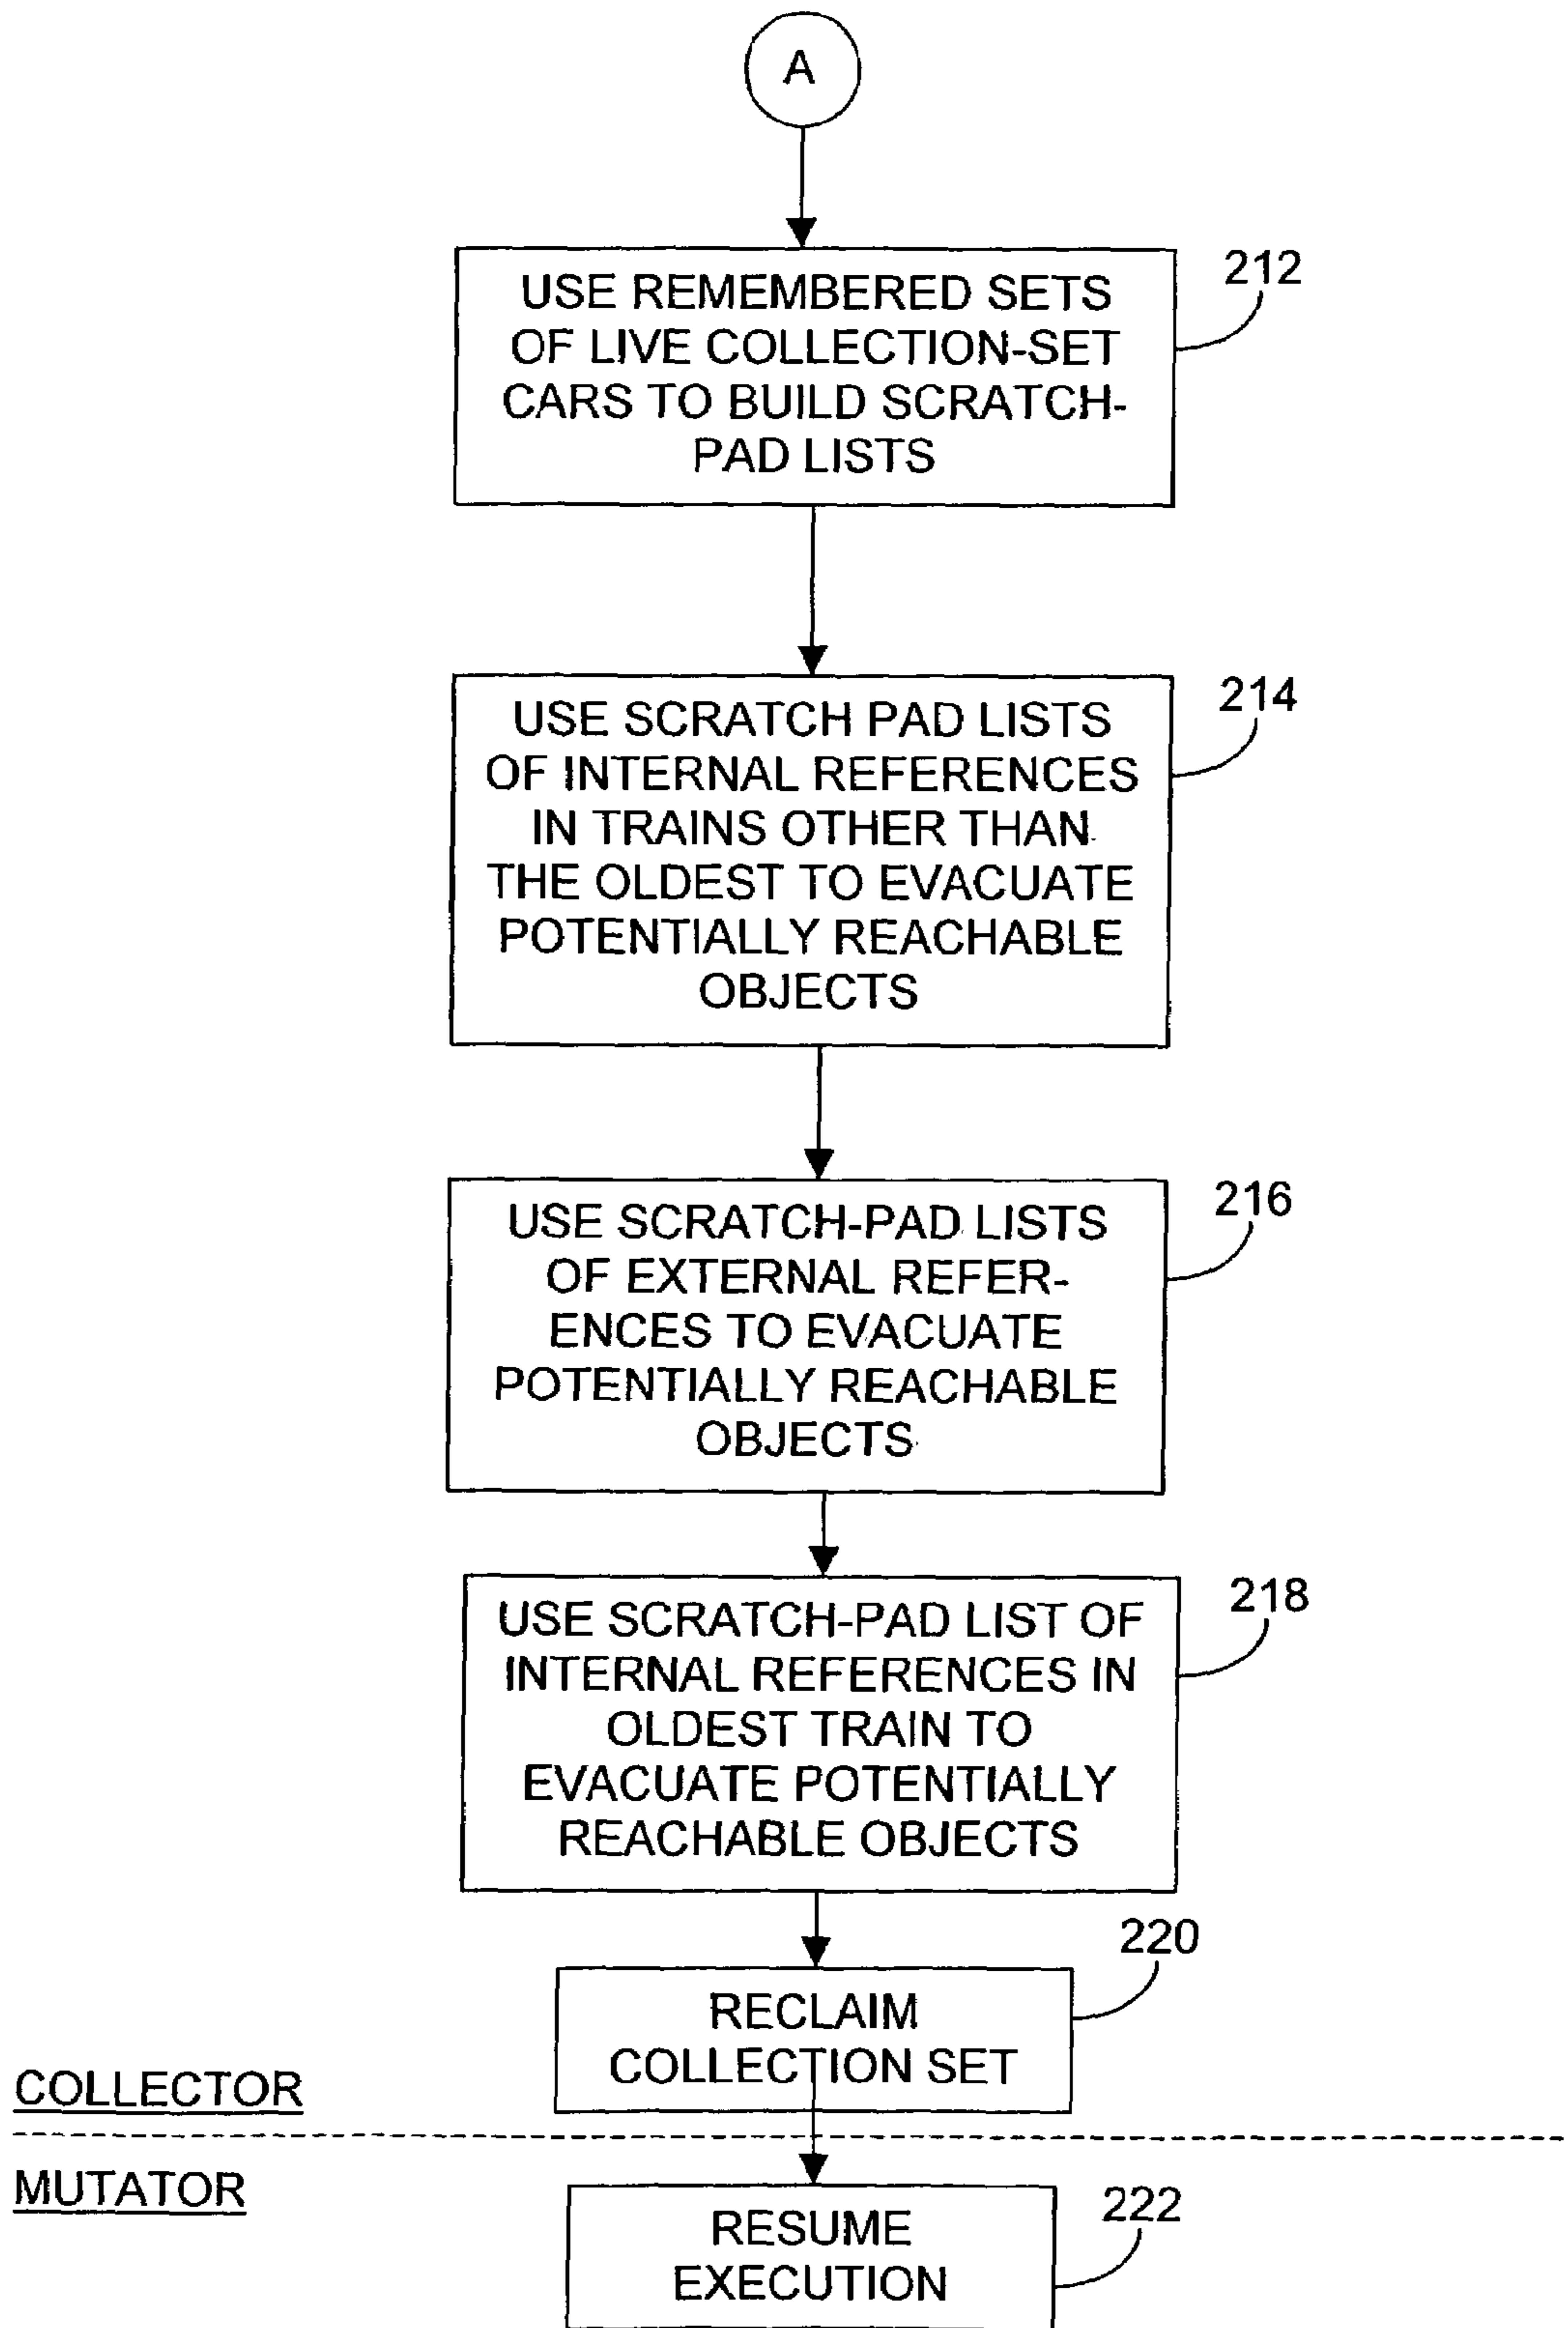 A
USE REMEMBERED SETS
OF LIVE COLLECTION-SET
CARS TO BUILD SCRATCH-
PAD LISTS
212
USE SCRATCH PAD LISTS
OF INTERNAL REFERENCES
IN TRAINS OTHER THAN
THE OLDEST TO EVACUATE
POTENTIALLY REACHABLE
OBJECTS
214
USE SCRATCH-PAD LISTS
OF EXTERNAL REFER-
ENCES TO EVACUATE
POTENTIALLY REACHABLE
OBJECTS
216
USE SCRATCH-PAD LIST OF
INTERNAL REFERENCES IN
OLDEST TRAIN TO
EVACUATE POTENTIALLY
REACHABLE OBJECTS
218
RECLAIM
COLLECTION SET
220
COLLECTOR
MUTATOR
RESUME
EXECUTION
222